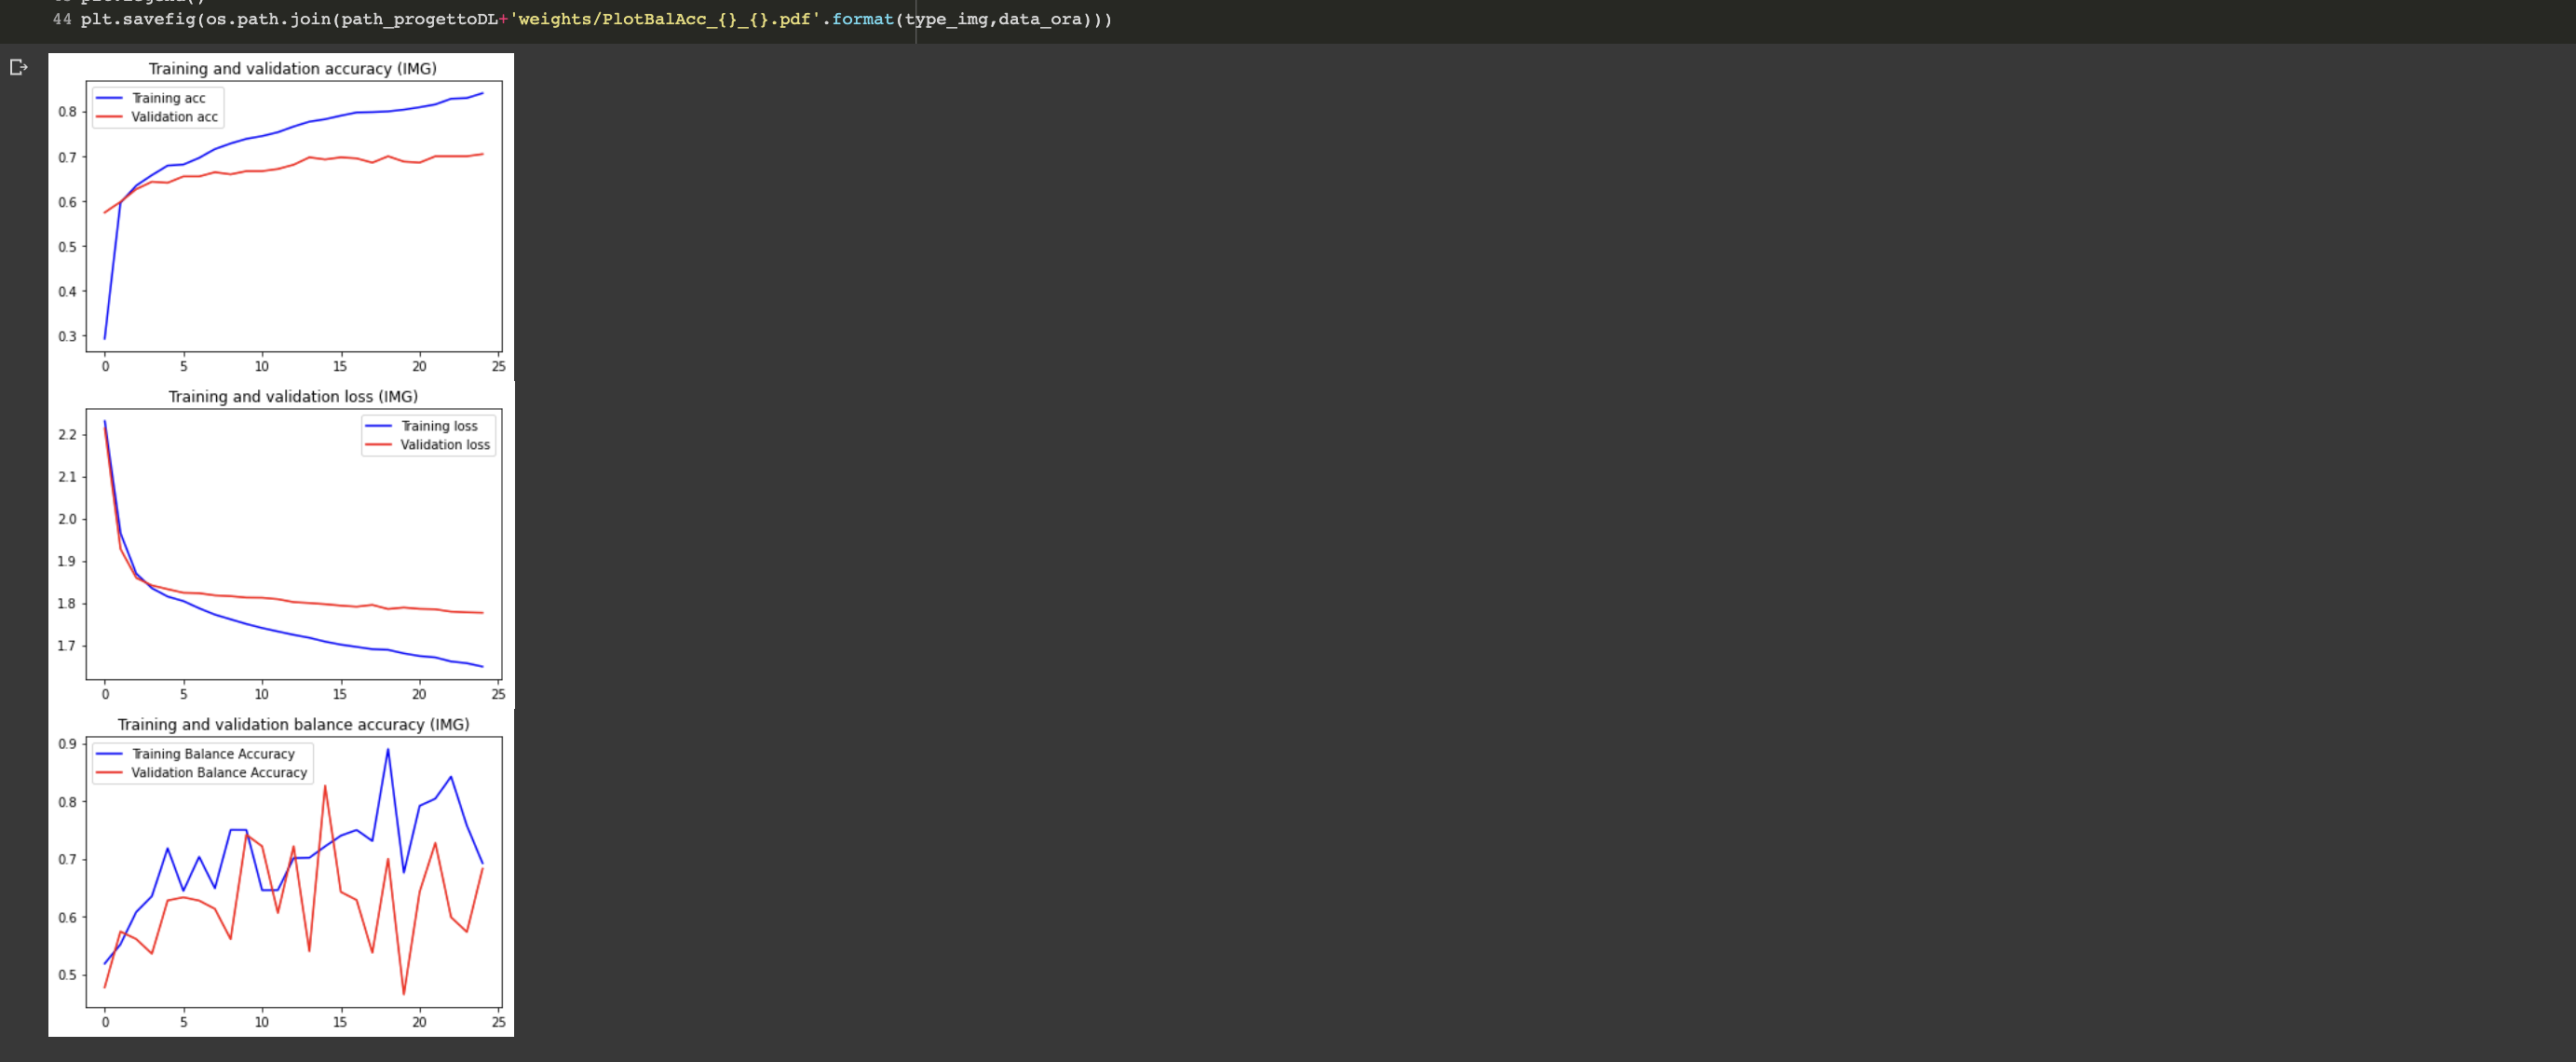 44 plt.savefig(os.path.join(path_progettoDL+'weights/PlotBalAcc_{}_{}.pdf'.format(type_img,data_ora)))
Training and validation accuracy (IMG)
Training acc
Validation acc
0.8
0.7
0.6
0.5
0.4
0.3
0 5 10 15 20 25
Training and validation loss (IMG)
Training loss
Validation loss
2.2
2.1
2.0
1.9
1.8
1.7
0 5 10 15 20 25
Training and validation balance accuracy (IMG)
Training Balance Accuracy
Validation Balance Accuracy
0.9
0.8
0.7
0.6
0.5
0 5 10 15 20 25